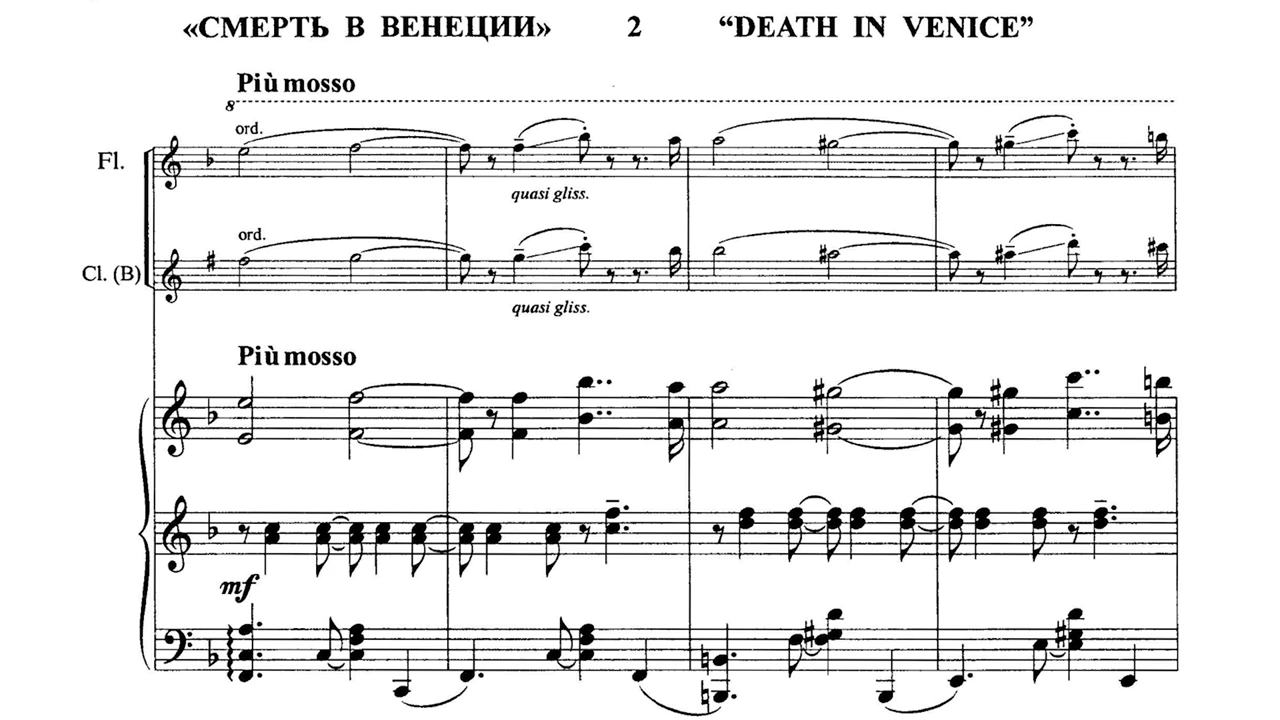 «СМЕРТЬ В ВЕНЕЦИИ» 2 “DEATH IN VENICE”
Più mosso
8
ord.
Fl.
quasi gliss.
ord.
Cl. (B)
quasi gliss.
Più mosso
mf